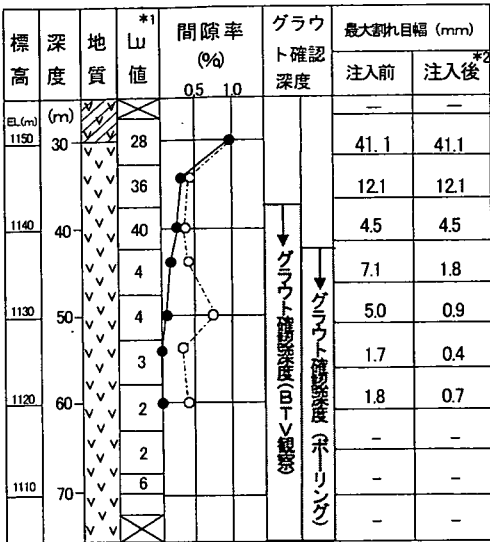 標高 深度 地質 *1 Lu値 間隙率 (%) グラウト確認深度 最大割れ目幅 (mm)
0.5 1.0 注入前 注入後 *2
EL(m) (m) — —
1150 30 28 41.1 41.1
36 12.1 12.1
1140 40 40 4.5 4.5
4 7.1 1.8
1130 50 4 5.0 0.9
3 1.7 0.4
1120 60 2 1.8 0.7
2 – –
1110 70 6 – –
– –
グラウト確認深度(BTV観察)
グラウト確認深度(ボーリング)